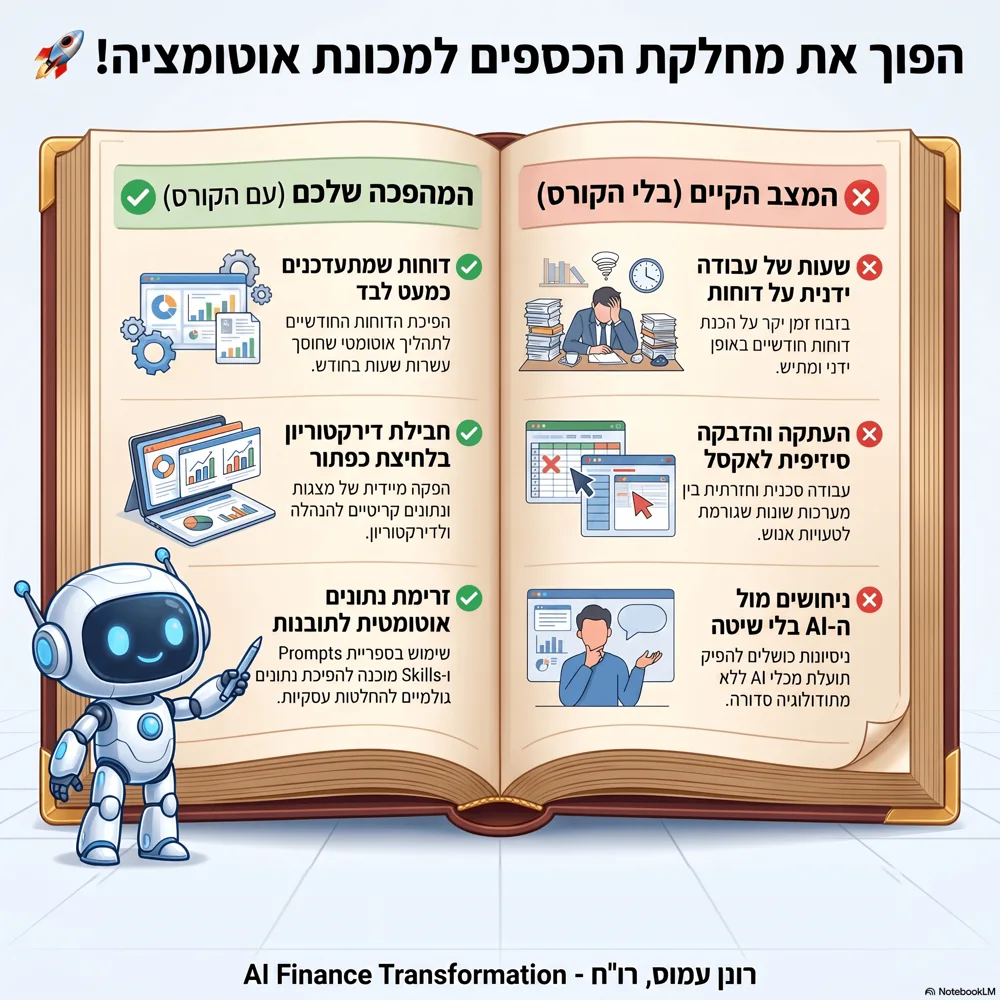 הפוך את מחלקת הכספים למכונת אוטומציה! 🚀
המצב הקיים (בלי הקורס)
שעות של עבודה
ידנית על דוחות
בזבוז זמן יקר על הכנת
דוחות חודשיים באופן
ידני ומתיש.
העתקה והדבקה
סיזיפית לאקסל
עבודה סכנית וחזרתית בין
מערכות שונות שגורמת
לטעויות אנוש.
ניחושים מול
ה-AI בלי שיטה
ניסיונות כושלים להפיק
תועלת מכלי AI ללא
מתודולוגיה סדורה.
המהפכה שלכם (עם הקורס)
דוחות שמתעדכנים
כמעט לבד
הפיכת הדוחות החודשיים
לתהליך אוטומטי שחוסך
עשרות שעות בחודש.
חבילת דירקטוריון
בלחיצת כפתור
הפקה מיידית של מצגות
ונתונים קריטיים להנהלה
ולדירקטוריון.
זרימת נתונים
אוטומטית לתובנות
שימוש בספריית Prompts
ו-Skills מוכנה להפיכת נתונים
גולמיים להחלטות עסקיות.
רונן עמוס, רו"ח - AI Finance Transformation
NotebookLM